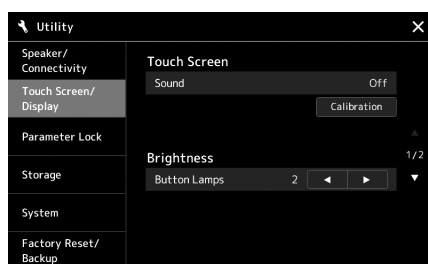 Utility
Speaker/
Connectivity
Touch Screen/
Display
Parameter Lock
Storage
System
Factory Reset/
Backup
Touch Screen
Sound Off
Calibration
Brightness
Button Lamps 2
1/2